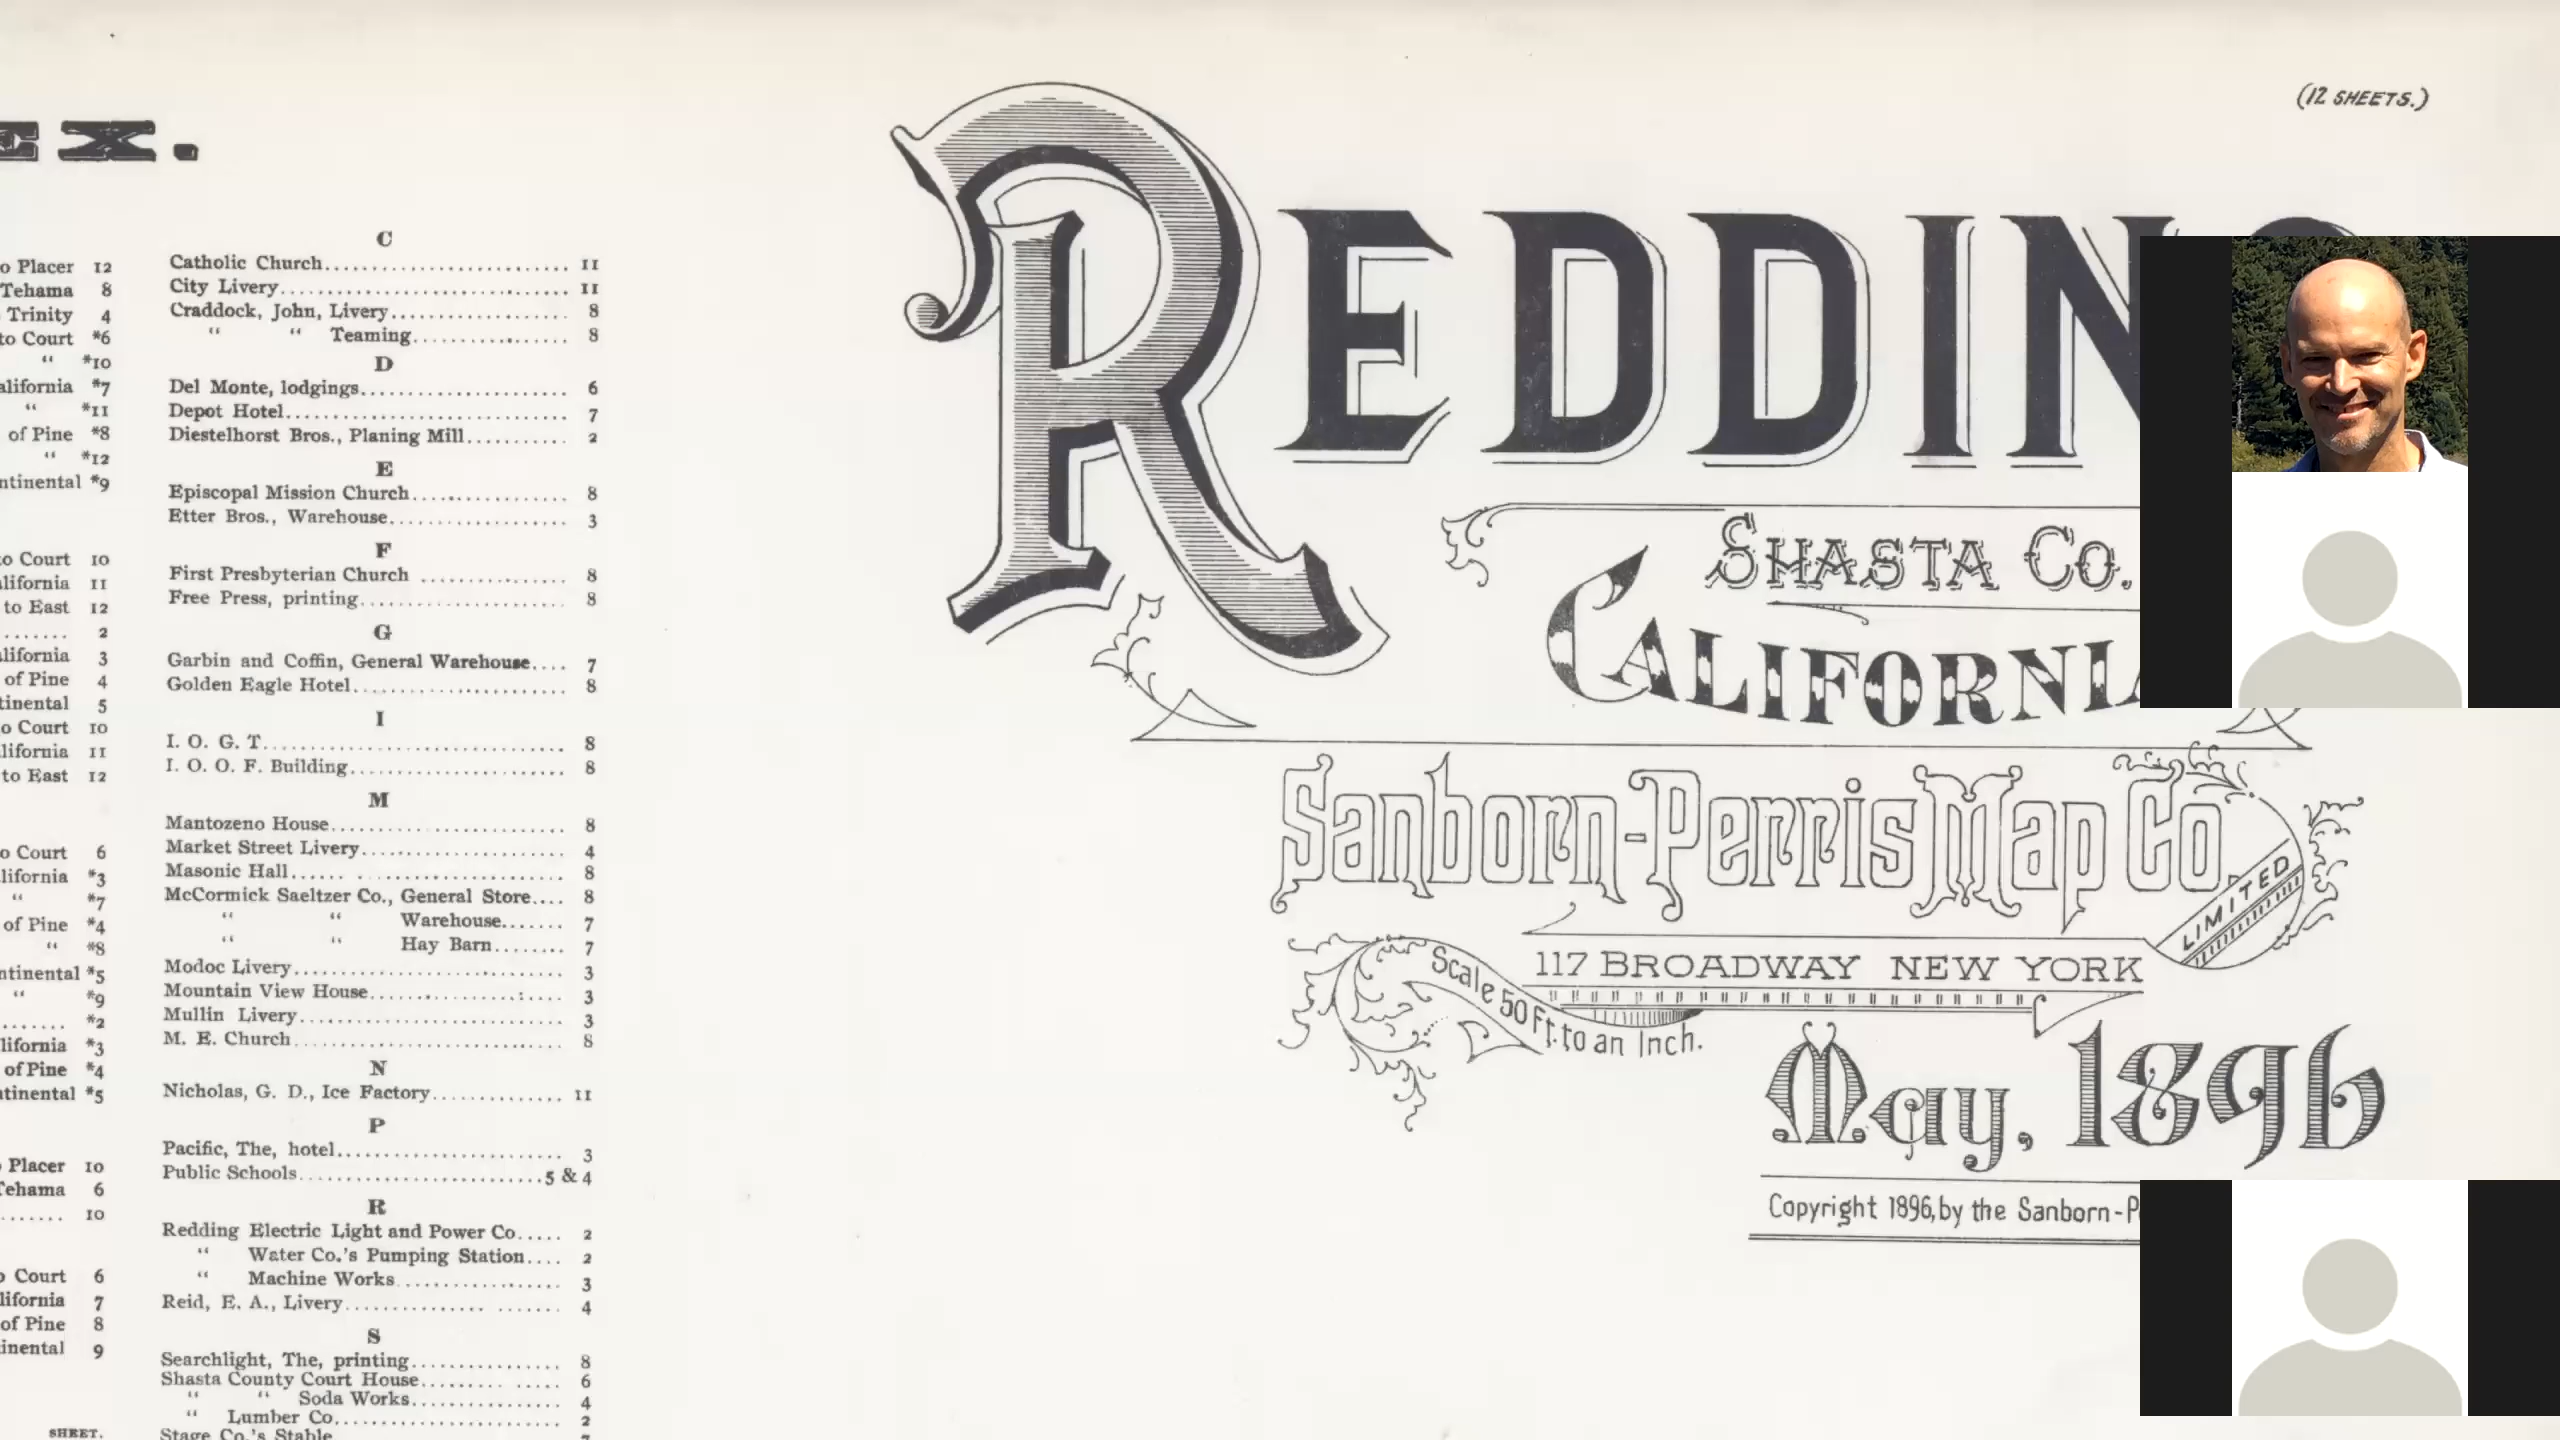 EX.
o Placer 12
Tehama 8
Trinity 4
to Court *6
“ *10
alifornia *7
“ *11
of Pine *8
“ *12
ntinental *9
to Court 10
alifornia 11
to East 12
....... 2
alifornia 3
of Pine 4
tinental 5
o Court 10
lifornia 11
to East 12
o Court 6
lifornia *3
“ *7
of Pine *4
“ *8
ntinental *5
“ *9
....... *2
lifornia *3
of Pine *4
ntinental *5
Placer 10
Tehama 6
....... 10
o Court 6
lifornia 7
of Pine 8
tinental 9
SHEET.
C
Catholic Church 11
City Livery 11
Craddock, John, Livery 8
“ “ Teaming 8
D
Del Monte, lodgings 6
Depot Hotel 7
Diestelhorst Bros., Planing Mill 2
E
Episcopal Mission Church 8
Etter Bros., Warehouse 3
F
First Presbyterian Church 8
Free Press, printing 8
G
Garbin and Coffin, General Warehouse 7
Golden Eagle Hotel 8
I
I. O. G. T. 8
I. O. O. F. Building 8
M
Mantozeno House 8
Market Street Livery 4
Masonic Hall 8
McCormick Saeltzer Co., General Store 8
“ “ Warehouse 7
“ “ Hay Barn 7
Modoc Livery 3
Mountain View House 3
Mullin Livery 3
M. E. Church 8
N
Nicholas, G. D., Ice Factory 11
P
Pacific, The, hotel 3
Public Schools 5 & 4
R
Redding Electric Light and Power Co. 2
“ Water Co.'s Pumping Station 2
“ Machine Works 3
Reid, E. A., Livery 4
S
Searchlight, The, printing 8
Shasta County Court House 6
“ “ Soda Works 4
“ Lumber Co. 2
Stage Co.'s Stable
(12 SHEETS.)
REDDIN
SHASTA CO.
CALIFORNIA
Sanborn-Perris Map Co.
LIMITED
117 BROADWAY NEW YORK
Scale 50 Ft. to an Inch.
May, 1896
Copyright 1896, by the Sanborn-P